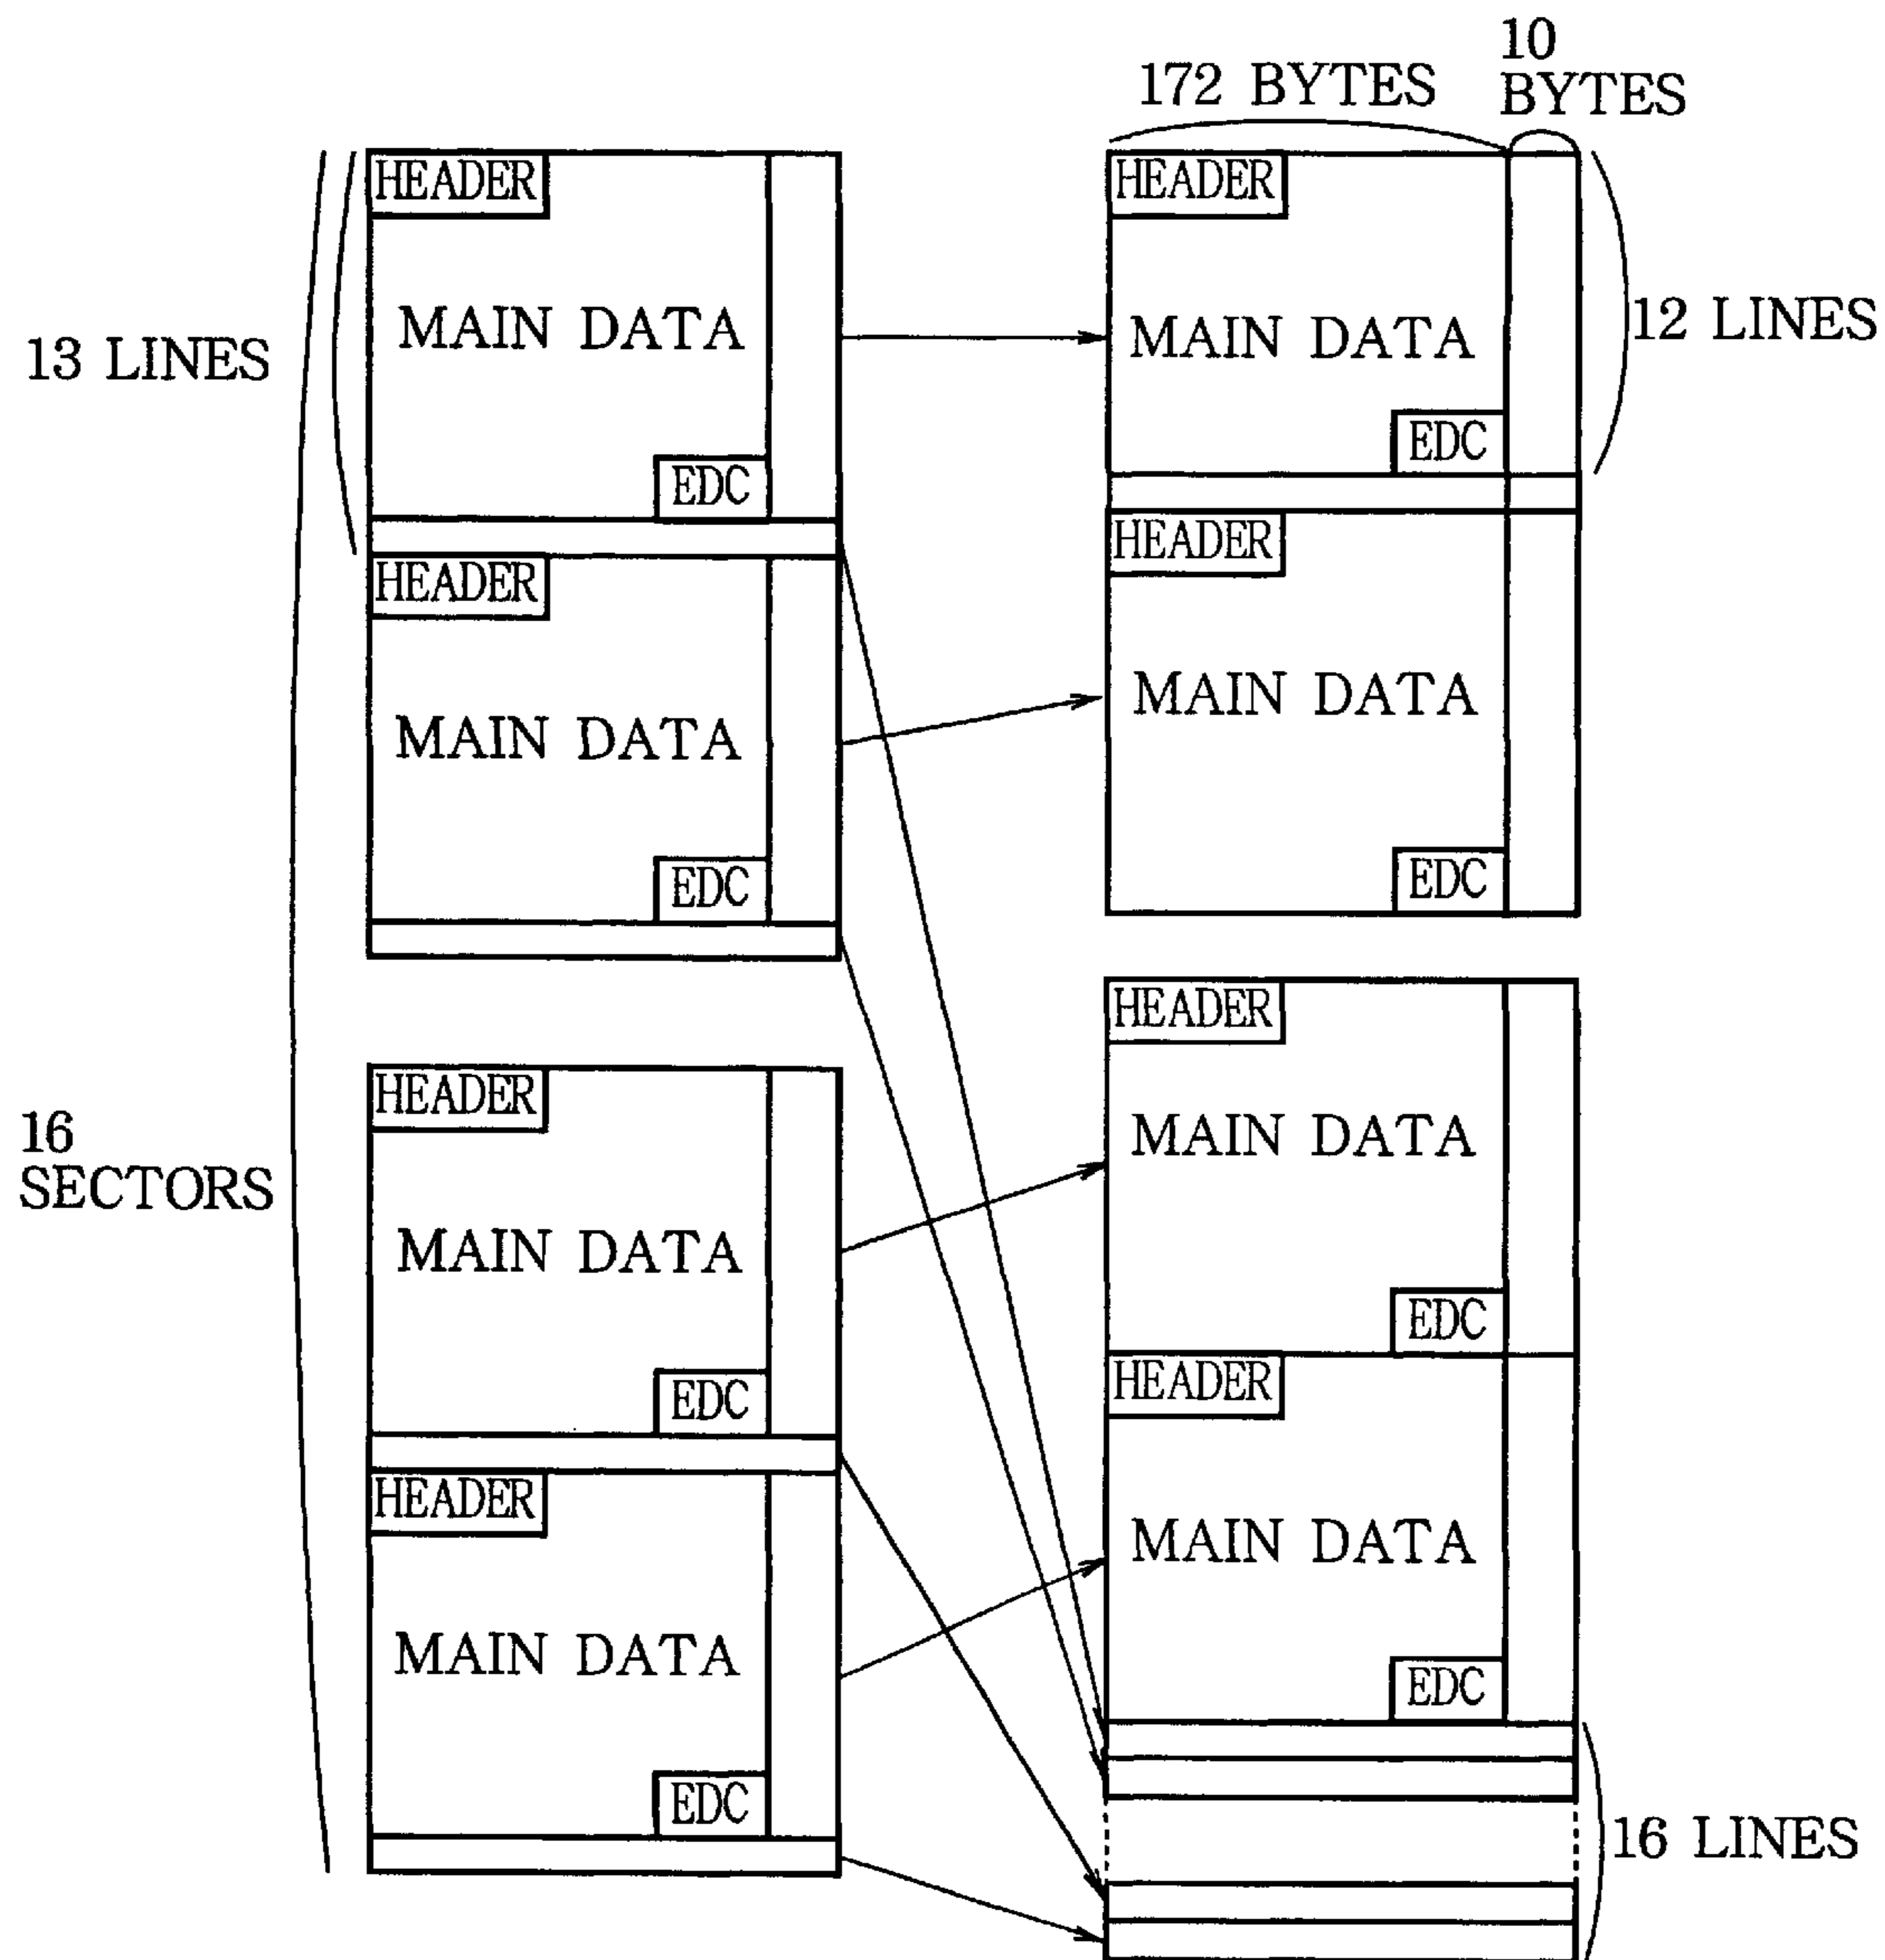 10
172 BYTES BYTES
HEADER HEADER
13 LINES MAIN DATA MAIN DATA 12 LINES
EDC EDC
HEADER HEADER
MAIN DATA MAIN DATA
EDC EDC
HEADER HEADER
16
SECTORS MAIN DATA MAIN DATA
EDC EDC
HEADER HEADER
MAIN DATA MAIN DATA
EDC EDC
16 LINES